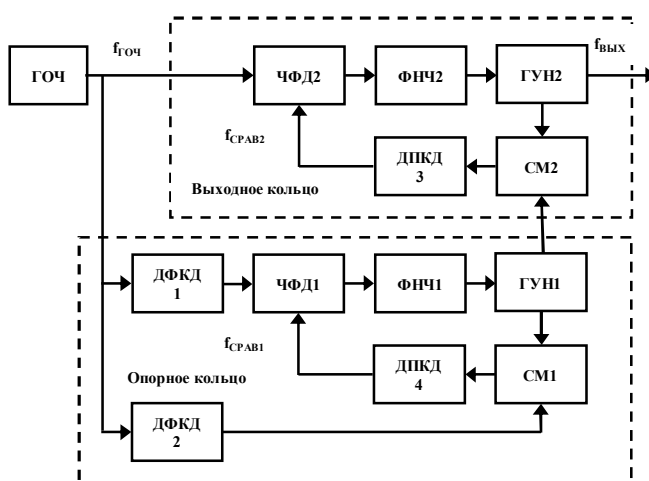 fГОЧ
fВЫХ
ГОЧ
ЧФД2
ФНЧ2
ГУН2
fСРАВ2
ДПКД
3
СМ2
Выходное кольцо
ДФКД
1
ЧФД1
ФНЧ1
ГУН1
fСРАВ1
ДПКД
4
СМ1
Опорное кольцо
ДФКД
2